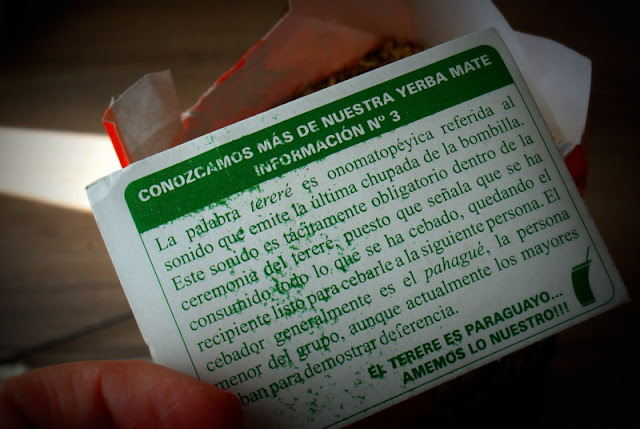 CONOZCAMOS MÁS DE NUESTRA YERBA MATE
INFORMACIÓN Nº 3
La palabra tereré es onomatopéyica referida al
sonido que emite la última chupada de la bombilla.
Este sonido es tácitamente obligatorio dentro de la
ceremonia del tereré, puesto que señala que se ha
consumido todo lo que se ha cebado, quedando el
recipiente listo para cebarle a la siguiente persona. El
cebador generalmente es el pahagué, la persona
menor del grupo, aunque actualmente los mayores
ban para demostrar deferencia.
EL TERERE ES PARAGUAYO...
AMEMOS LO NUESTRO!!!